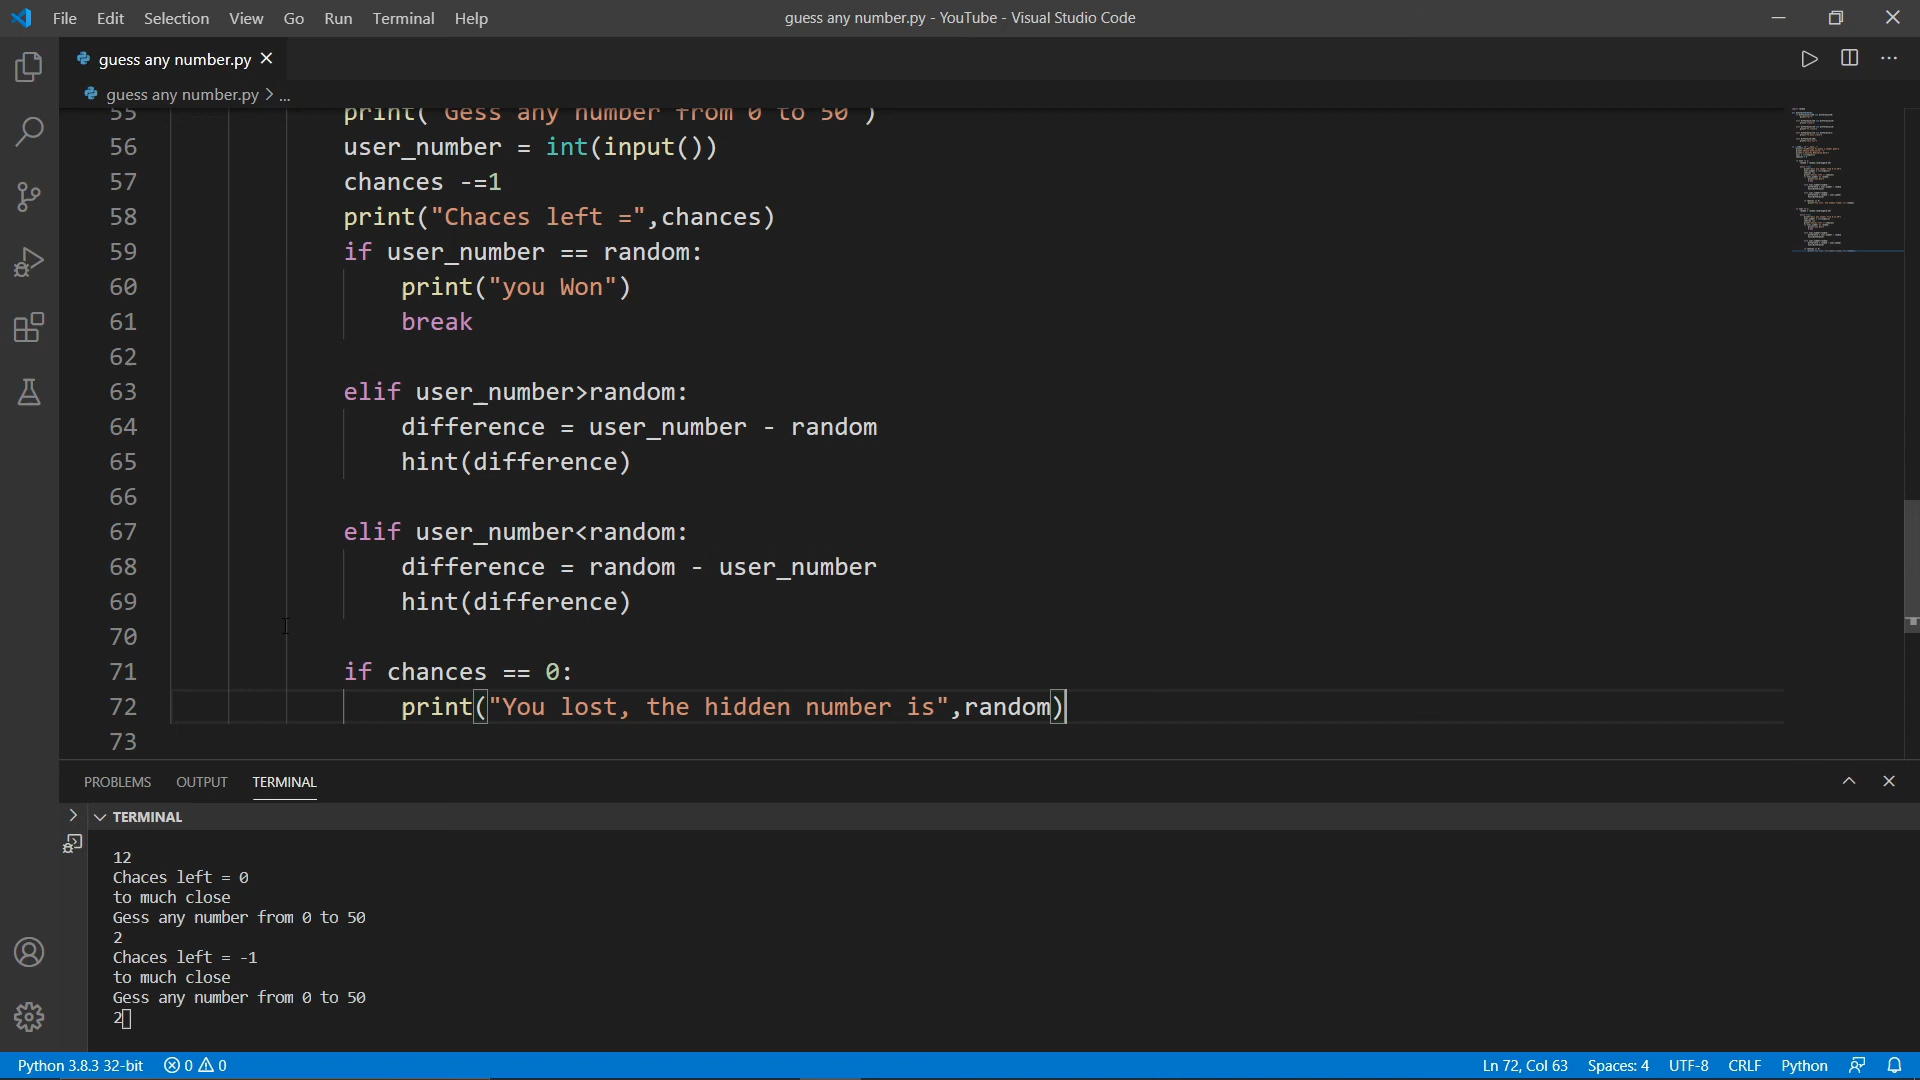 File Edit Selection View Go Run Terminal Help
guess any number.py - YouTube - Visual Studio Code
guess any number.py
guess any number.py > ...
55 print("Gess any number from 0 to 50")
56 user_number = int(input())
57 chances -=1
58 print("Chaces left =",chances)
59 if user_number == random:
60 print("you Won")
61 break
62
63 elif user_number>random:
64 difference = user_number - random
65 hint(difference)
66
67 elif user_number<random:
68 difference = random - user_number
69 hint(difference)
70
71 if chances == 0:
72 print("You lost, the hidden number is",random)
73
PROBLEMS OUTPUT TERMINAL
TERMINAL
12
Chaces left = 0
to much close
Gess any number from 0 to 50
2
Chaces left = -1
to much close
Gess any number from 0 to 50
2
Python 3.8.3 32-bit 0 0 Ln 72, Col 63 Spaces: 4 UTF-8 CRLF Python